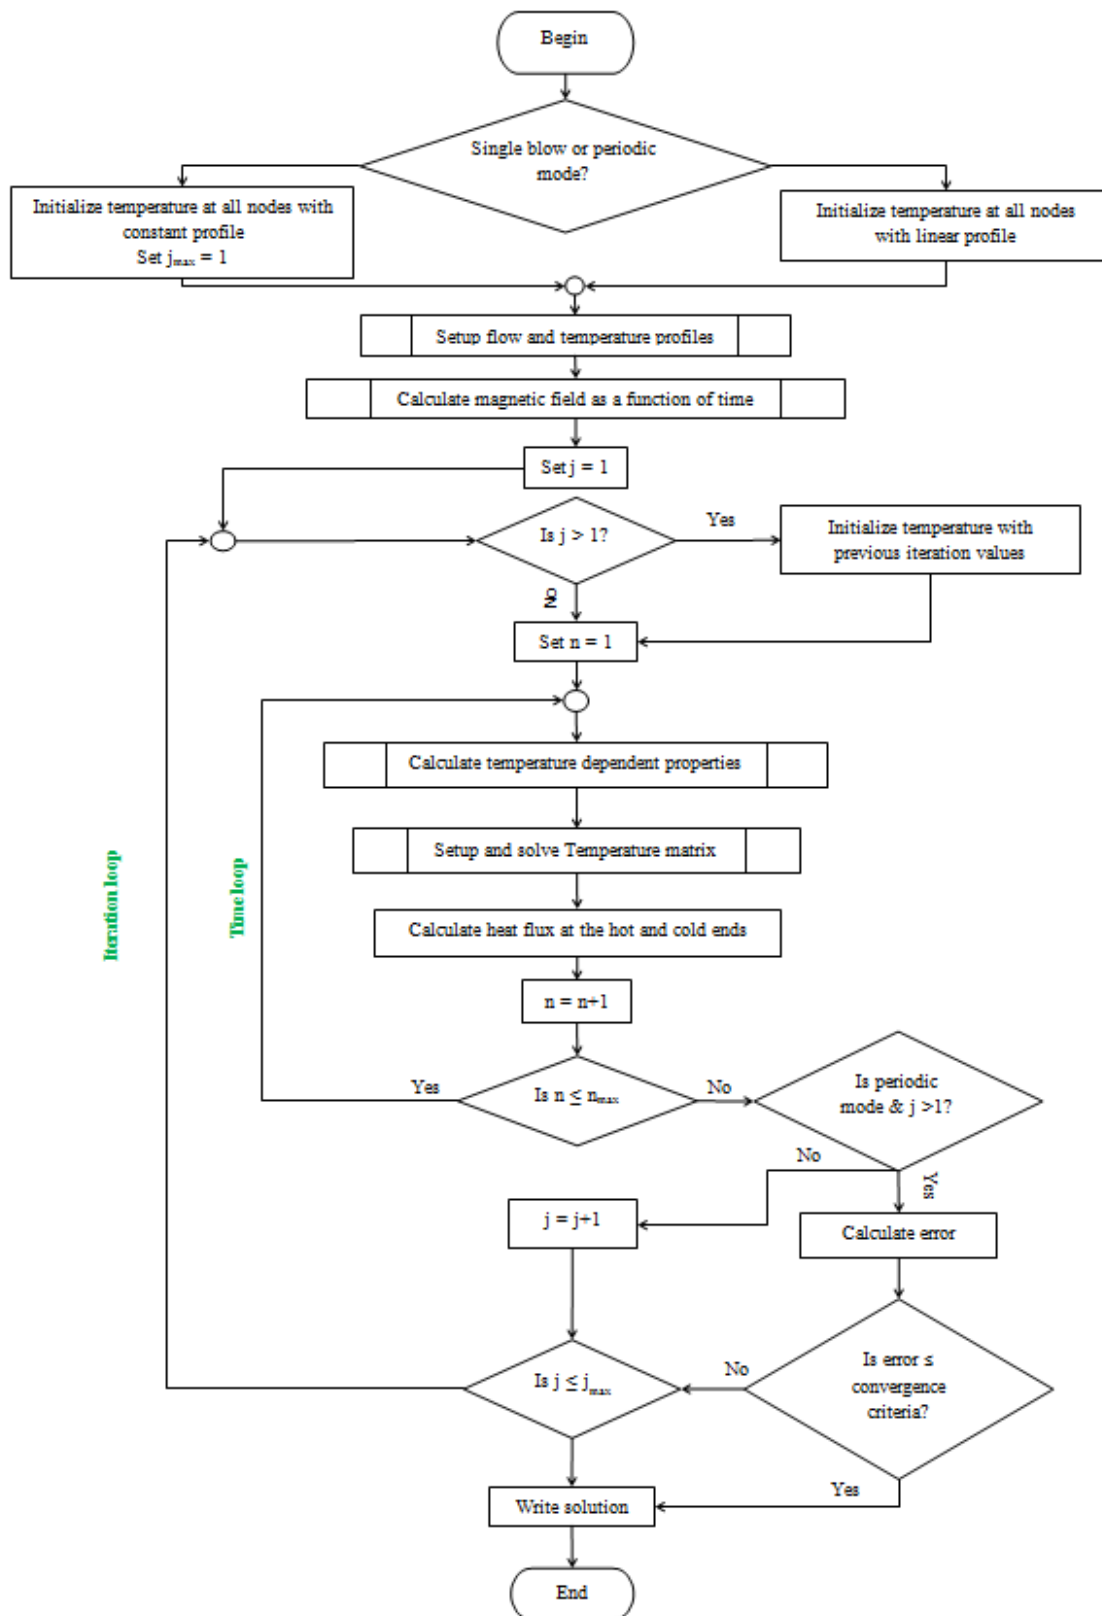 Begin
Single blow or periodic
mode?
Initialize temperature at all nodes with
constant profile
Set jmax = 1
Initialize temperature at all nodes
with linear profile
Setup flow and temperature profiles
Calculate magnetic field as a function of time
Set j = 1
Is j > 1?
Yes
Initialize temperature with
previous iteration values
No
Set n = 1
Calculate temperature dependent properties
Setup and solve Temperature matrix
Iteration loop
Time loop
Calculate heat flux at the hot and cold ends
n = n+1
Is n ≤ nmax
Yes
No
Is periodic
mode & j >1?
No
Yes
j = j+1
Calculate error
Is j ≤ jmax
No
Is error ≤
convergence
criteria?
Yes
Write solution
End